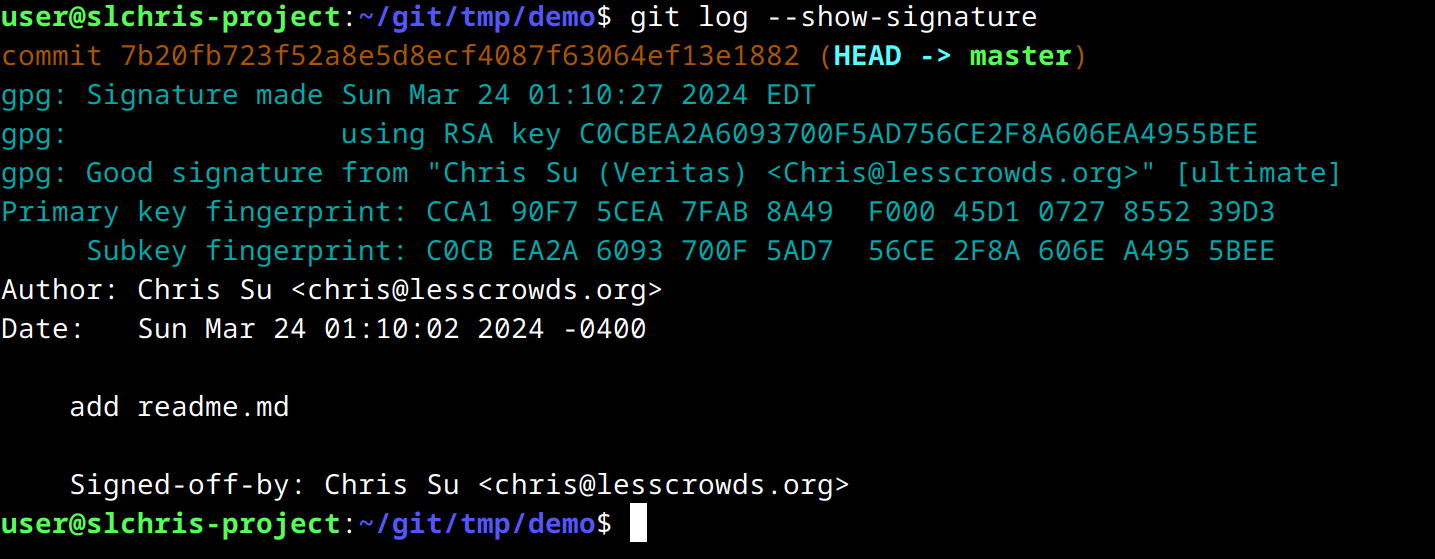 user@slchris-project:~/git/tmp/demo$ git log --show-signature
commit 7b20fb723f52a8e5d8ecf4087f63064ef13e1882 (HEAD -> master)
gpg: Signature made Sun Mar 24 01:10:27 2024 EDT
gpg:                using RSA key C0CBEA2A6093700F5AD756CE2F8A606EA4955BEE
gpg: Good signature from "Chris Su (Veritas) <Chris@lesscrowds.org>" [ultimate]
Primary key fingerprint: CCA1 90F7 5CEA 7FAB 8A49  F000 45D1 0727 8552 39D3
     Subkey fingerprint: C0CB EA2A 6093 700F 5AD7  56CE 2F8A 606E A495 5BEE
Author: Chris Su <chris@lesscrowds.org>
Date:   Sun Mar 24 01:10:02 2024 -0400
    add readme.md
    Signed-off-by: Chris Su <chris@lesscrowds.org>
user@slchris-project:~/git/tmp/demo$